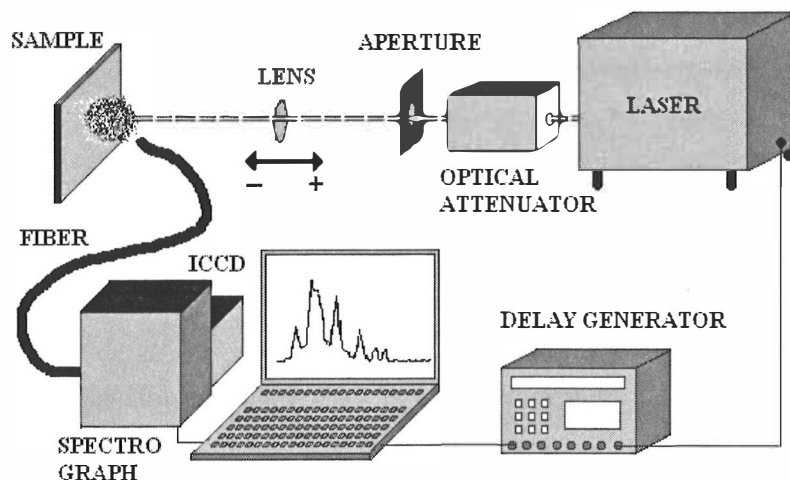 SAMPLE
APERTURE
LENS
LASER
− +
OPTICAL
ATTENUATOR
FIBER
ICCD
DELAY GENERATOR
SPECTRO
GRAPH